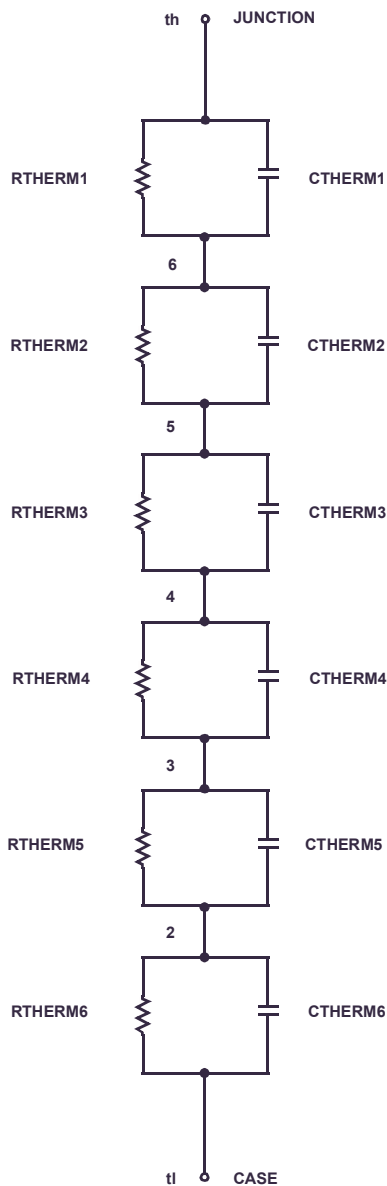 th JUNCTION
RTHERM1 CTHERM1
6
RTHERM2 CTHERM2
5
RTHERM3 CTHERM3
4
RTHERM4 CTHERM4
3
RTHERM5 CTHERM5
2
RTHERM6 CTHERM6
tl CASE